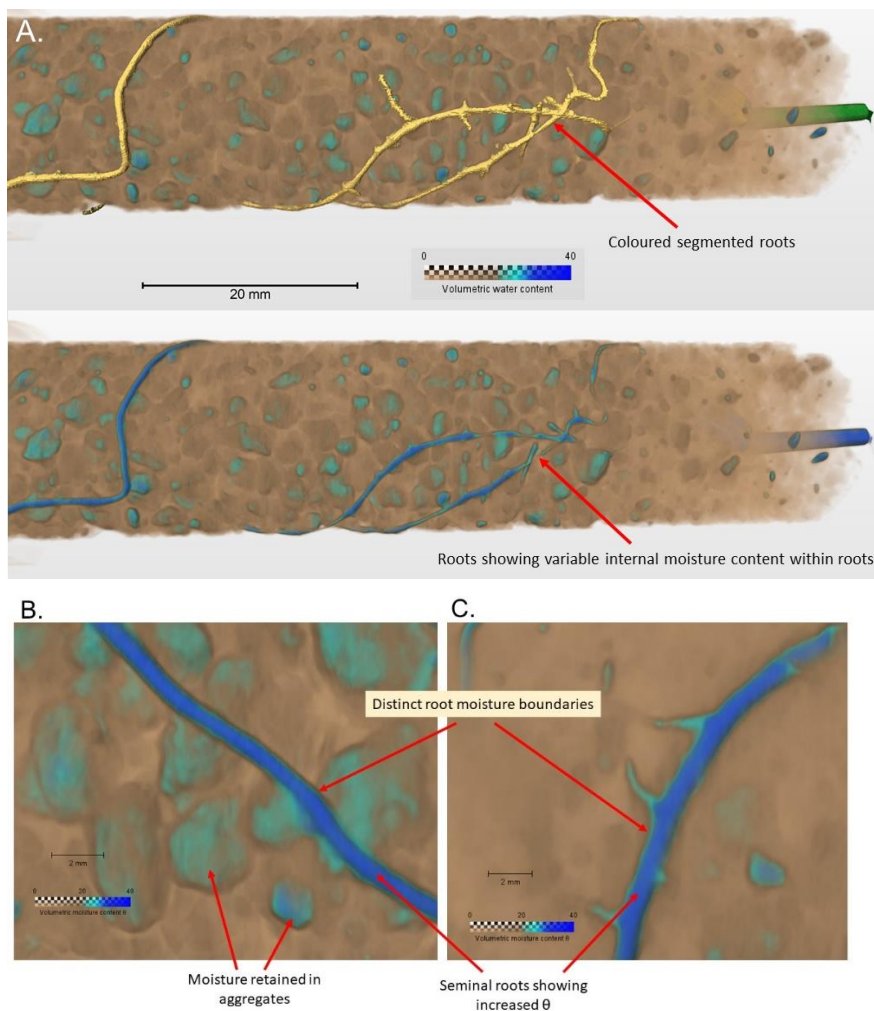 A.
Coloured segmented roots
0 40
Volumetric water content
20 mm
Roots showing variable internal moisture content within roots
B.
C.
Distinct root moisture boundaries
2 mm
0 20 40
Volumetric moisture content θ
2 mm
0 20 40
Volumetric moisture content θ
Moisture retained in
aggregates
Seminal roots showing
increased θ